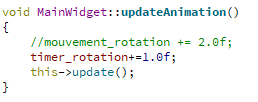 void MainWidget::updateAnimation()
{
    //mouvement_rotation += 2.0f;
    timer_rotation+=1.0f;
    this->update();
}